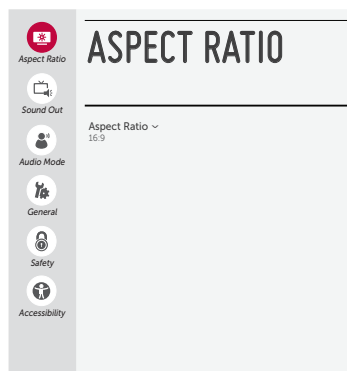 Aspect Ratio
Sound Out
Audio Mode
General
Safety
Accessibility
ASPECT RATIO
Aspect Ratio
16:9